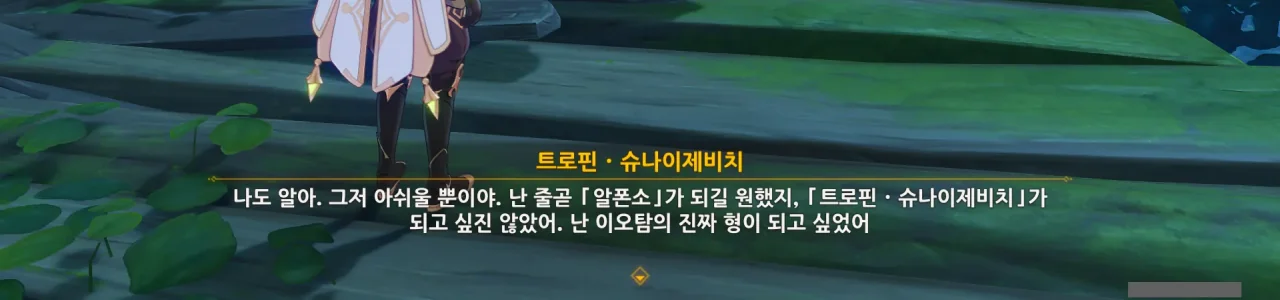 트로핀・슈나이제비치
나도 알아. 그저 아쉬울 뿐이야. 난 줄곧 「알폰소」가 되길 원했지, 「트로핀・슈나이제비치」가
되고 싶진 않았어. 난 이오탐의 진짜 형이 되고 싶었어